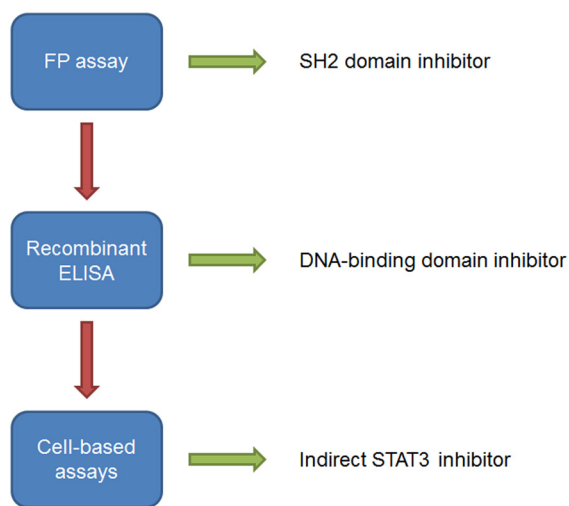 FP assay
SH2 domain inhibitor
Recombinant
ELISA
DNA-binding domain inhibitor
Cell-based
assays
Indirect STAT3 inhibitor